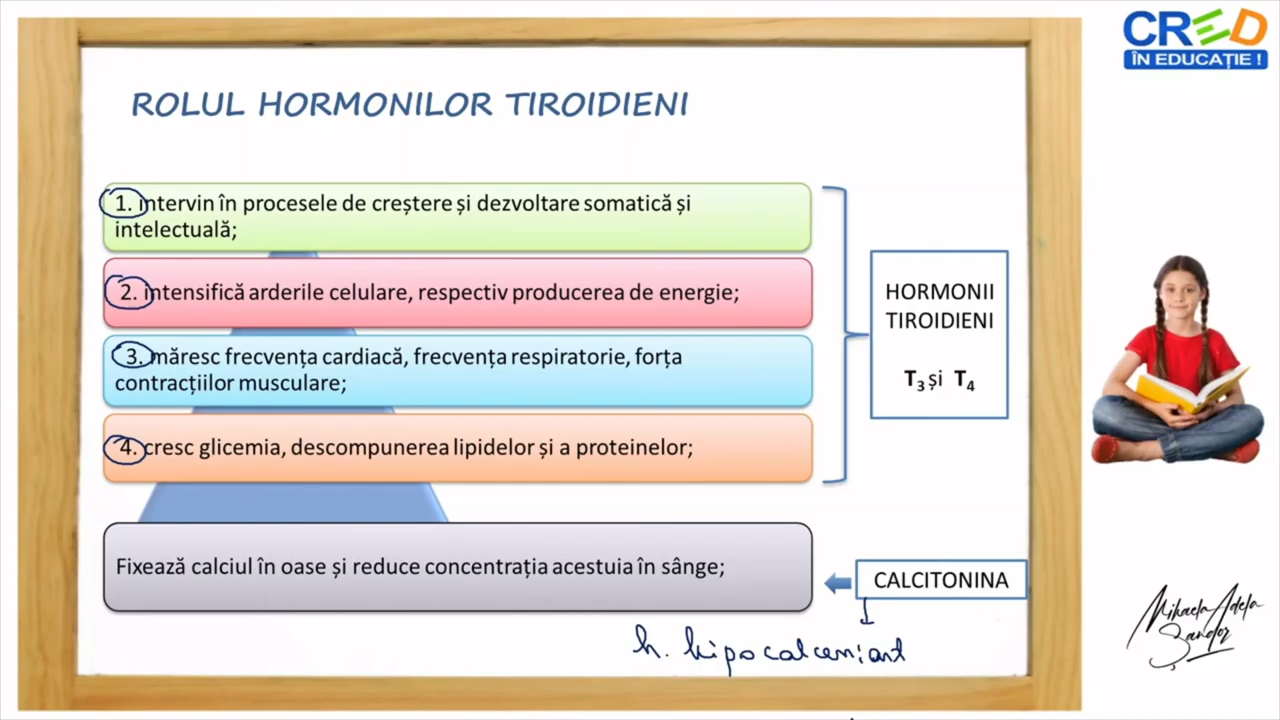 CRED
ÎN EDUCAȚIE !
ROLUL HORMONILOR TIROIDIENI
1. intervin în procesele de creștere și dezvoltare somatică și
intelectuală;
2. intensifică arderile celulare, respectiv producerea de energie;
3. măresc frecvența cardiacă, frecvența respiratorie, forța
contracțiilor musculare;
4. cresc glicemia, descompunerea lipidelor și a proteinelor;
HORMONII
TIROIDIENI
T₃ și T₄
Fixează calciul în oase și reduce concentrația acestuia în sânge;
CALCITONINA
h. hipocalcemiant
Mihaela Adela
Șandor